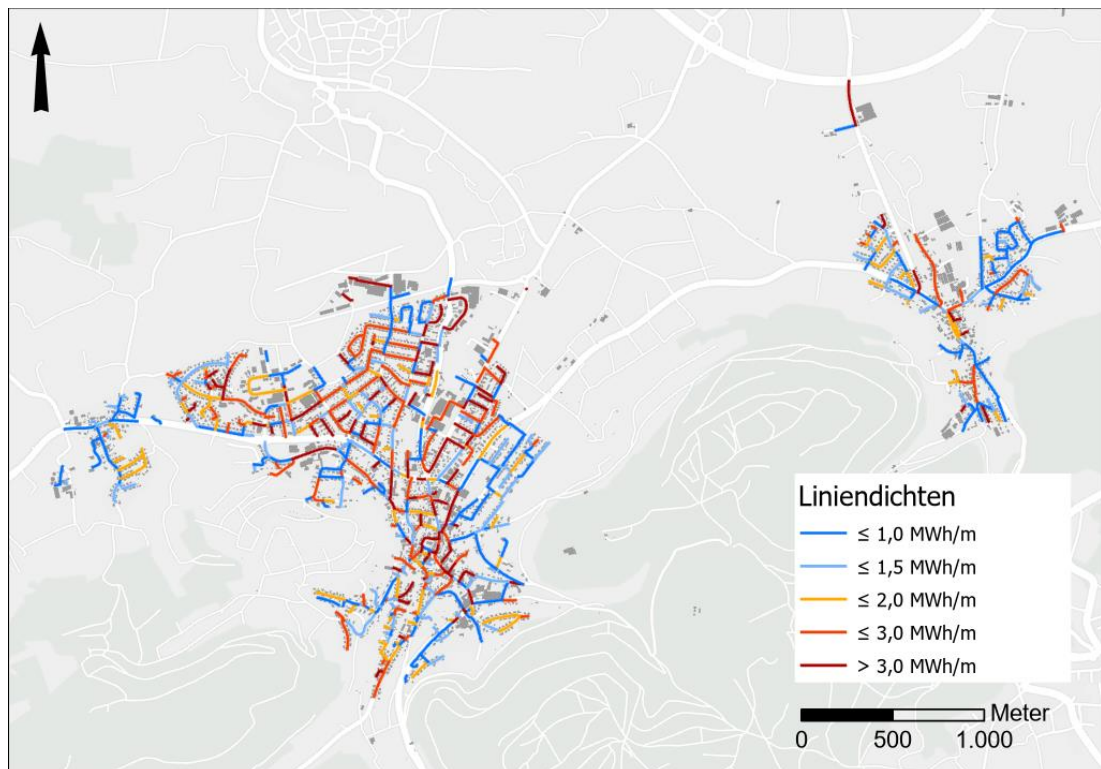 Liniendichten
≤ 1,0 MWh/m
≤ 1,5 MWh/m
≤ 2,0 MWh/m
≤ 3,0 MWh/m
> 3,0 MWh/m
Meter
0 500 1.000